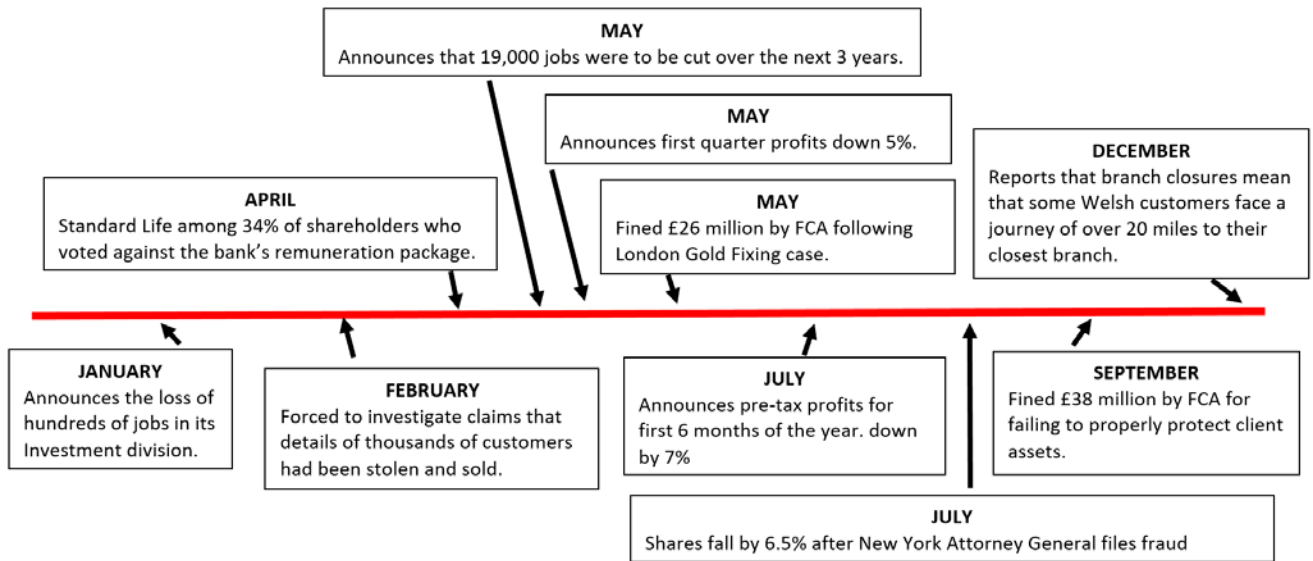 MAY
Announces that 19,000 jobs were to be cut over the next 3 years.
MAY
Announces first quarter profits down 5%.
DECEMBER
Reports that branch closures mean
that some Welsh customers face a
journey of over 20 miles to their
closest branch.
APRIL
Standard Life among 34% of shareholders who
voted against the bank's remuneration package.
MAY
Fined £26 million by FCA following
London Gold Fixing case.
JANUARY
Announces the loss of
hundreds of jobs in its
Investment division.
FEBRUARY
Forced to investigate claims that
details of thousands of customers
had been stolen and sold.
JULY
Announces pre-tax profits for
first 6 months of the year. down
by 7%
SEPTEMBER
Fined £38 million by FCA for
failing to properly protect client
assets.
JULY
Shares fall by 6.5% after New York Attorney General files fraud